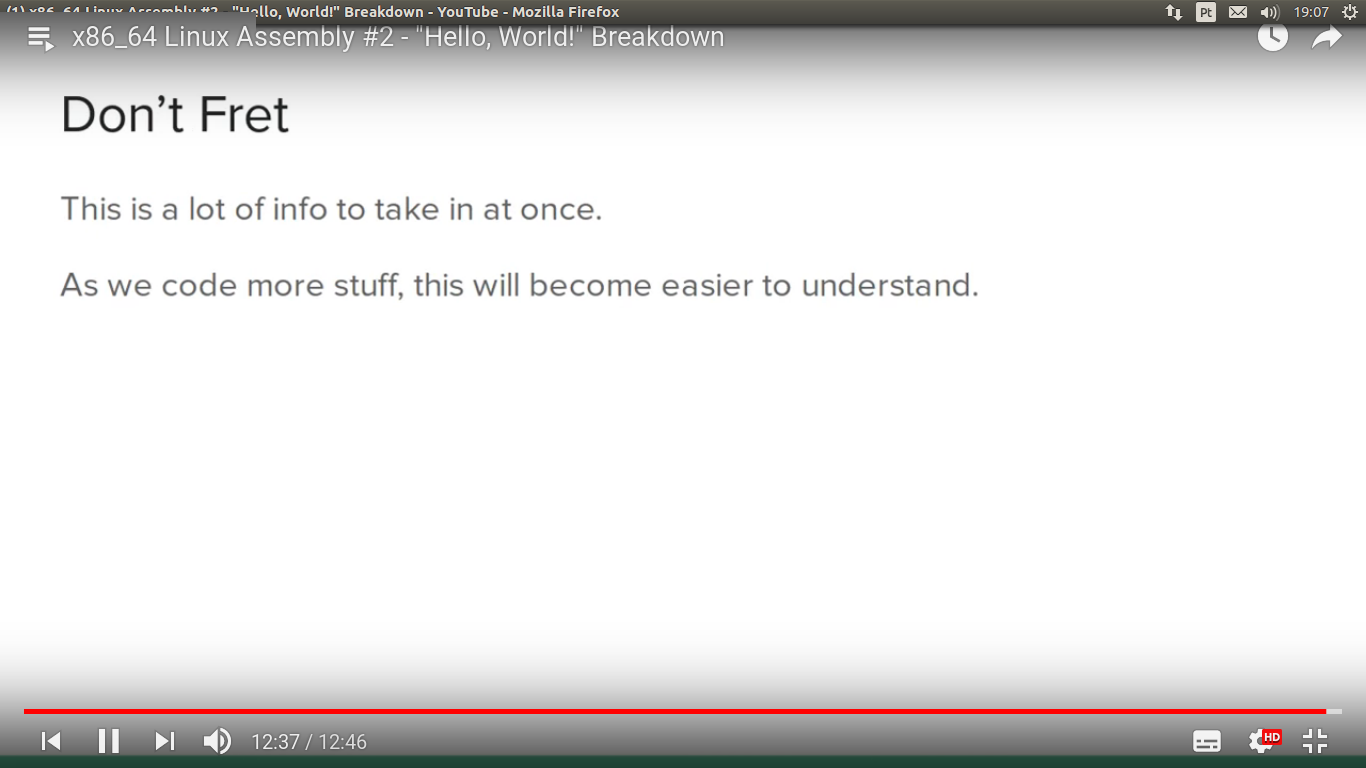 (1) x86_64 Linux Assembly #2 - "Hello, World!" Breakdown - YouTube - Mozilla Firefox
Pt
19:07
x86_64 Linux Assembly #2 - "Hello, World!" Breakdown
Don’t Fret
This is a lot of info to take in at once.
As we code more stuff, this will become easier to understand.
12:37 / 12:46
HD